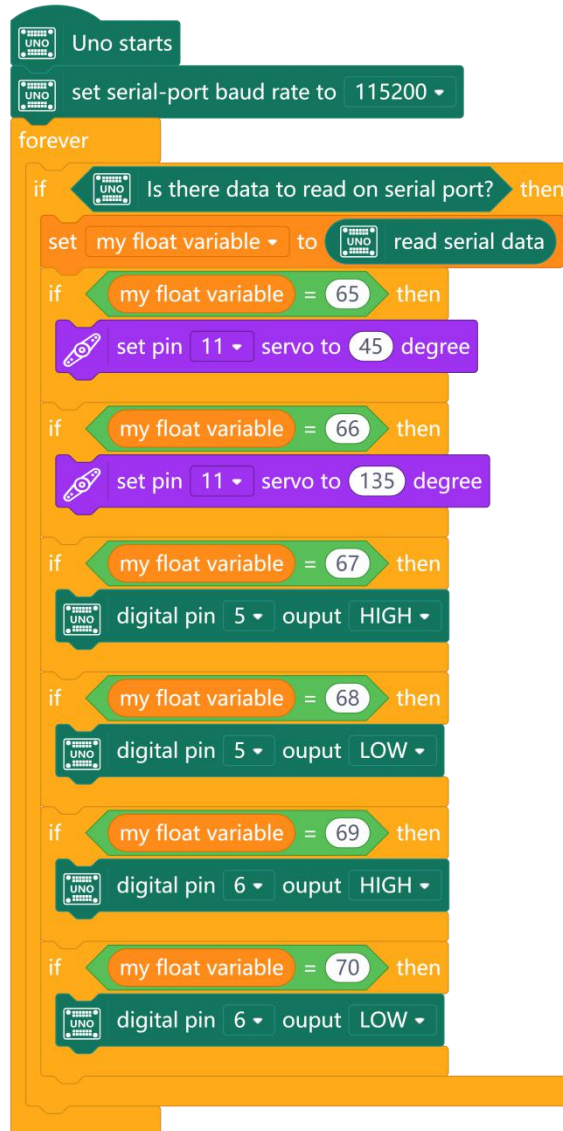 UNO Uno starts
UNO set serial-port baud rate to 115200
forever
if UNO Is there data to read on serial port? then
set my float variable to UNO read serial data
if my float variable = 65 then
set pin 11 servo to 45 degree
if my float variable = 66 then
set pin 11 servo to 135 degree
if my float variable = 67 then
UNO digital pin 5 ouput HIGH
if my float variable = 68 then
UNO digital pin 5 ouput LOW
if my float variable = 69 then
UNO digital pin 6 ouput HIGH
if my float variable = 70 then
UNO digital pin 6 ouput LOW